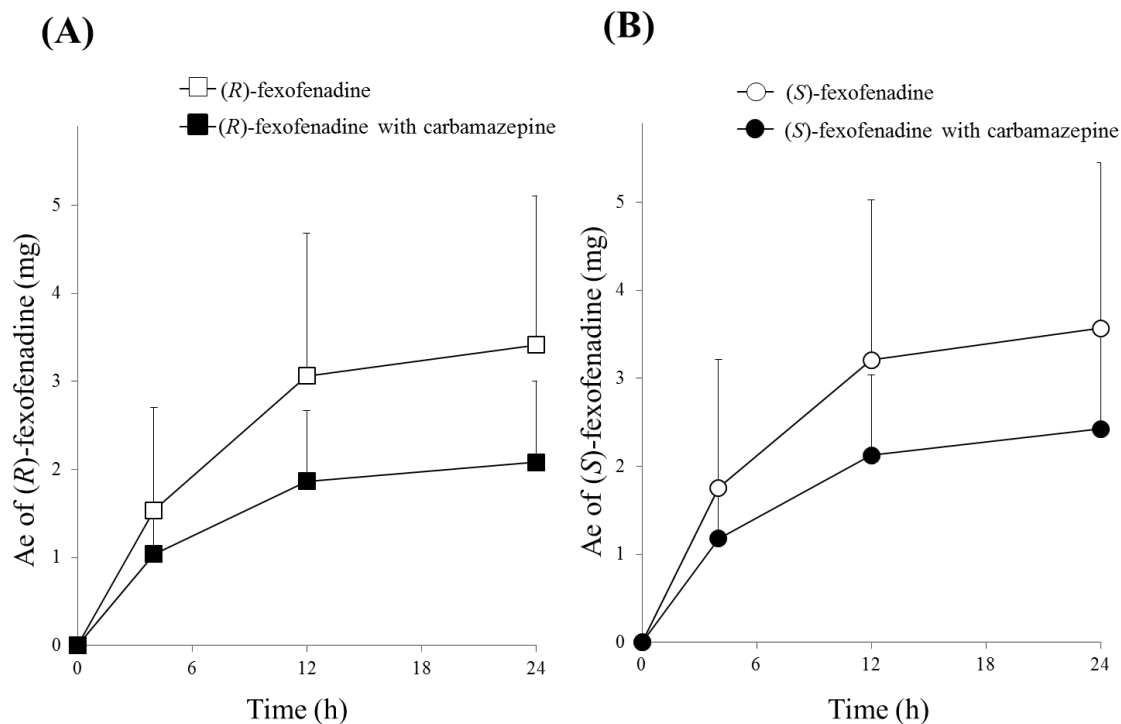 (A)
(R)-fexofenadine
(R)-fexofenadine with carbamazepine
Ae of (R)-fexofenadine (mg)
5
4
3
2
1
0
0 6 12 18 24
Time (h)
(B)
(S)-fexofenadine
(S)-fexofenadine with carbamazepine
Ae of (S)-fexofenadine (mg)
5
4
3
2
1
0
0 6 12 18 24
Time (h)